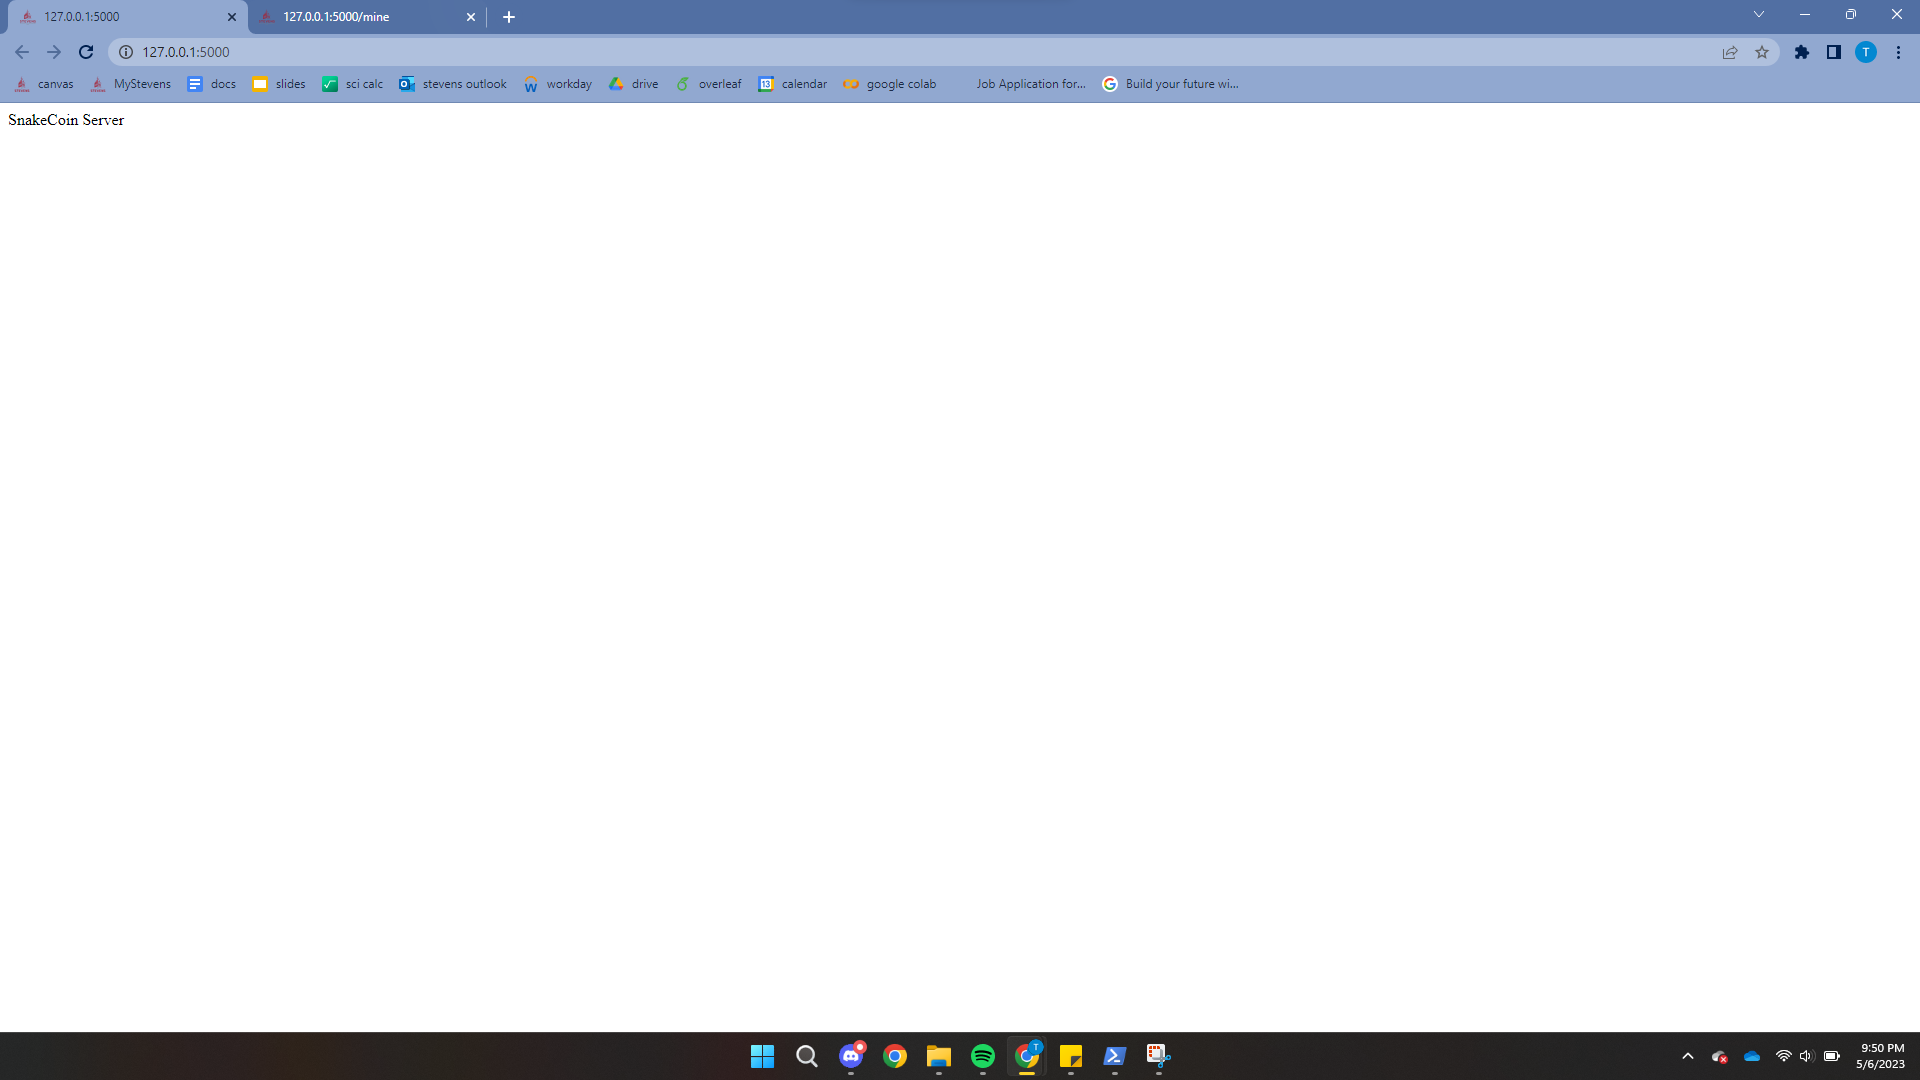 127.0.0.1:5000
127.0.0.1:5000/mine
127.0.0.1:5000
T
canvas
MyStevens
docs
slides
sci calc
stevens outlook
workday
drive
overleaf
13
calendar
google colab
Job Application for...
Build your future wi...
SnakeCoin Server
T
9:50 PM
5/6/2023